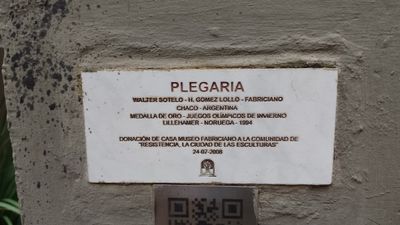 PLEGARIA
WALTER SOTELO - H. GOMEZ LOLLO - FABRICIANO
CHACO - ARGENTINA
MEDALLA DE ORO - JUEGOS OLÍMPICOS DE INVIERNO
LILLEHAMER - NORUEGA - 1994
DONACIÓN DE CASA MUSEO FABRICIANO A LA COMUNIDAD DE
"RESISTENCIA, LA CIUDAD DE LAS ESCULTURAS"
24-07-2008